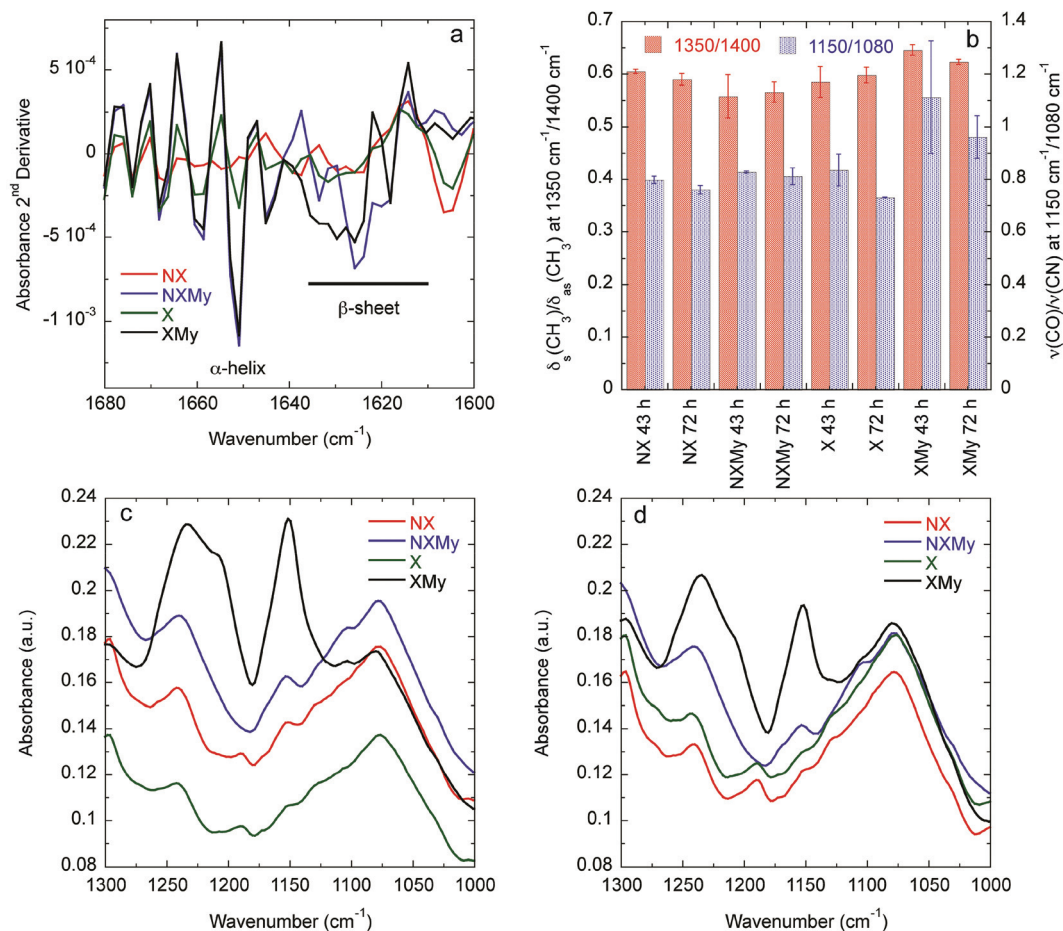 a
5 10⁻⁴
0
-5 10⁻⁴
-1 10⁻³
Absorbance 2ⁿᵈ Derivative
NX
NXMy
X
XMy
α-helix
β-sheet
1680 1660 1640 1620 1600
Wavenumber (cm⁻¹)
b
1350/1400 1150/1080
0.7
0.6
0.5
0.4
0.3
0.2
0.1
0
δₛ(CH₃)/δₐₛ(CH₃) at 1350 cm⁻¹/1400 cm⁻¹
1.4
1.2
1
0.8
0.6
0.4
0.2
0
ν(CO)/ν(CN) at 1150 cm⁻¹/1080 cm⁻¹
NX 43 h
NX 72 h
NXMy 43 h
NXMy 72 h
X 43 h
X 72 h
XMy 43 h
XMy 72 h
c
0.24
0.22
0.2
0.18
0.16
0.14
0.12
0.1
0.08
Absorbance (a.u.)
NX
NXMy
X
XMy
1300 1250 1200 1150 1100 1050 1000
Wavenumber (cm⁻¹)
d
0.24
0.22
0.2
0.18
0.16
0.14
0.12
0.1
0.08
Absorbance (a.u.)
NX
NXMy
X
XMy
1300 1250 1200 1150 1100 1050 1000
Wavenumber (cm⁻¹)